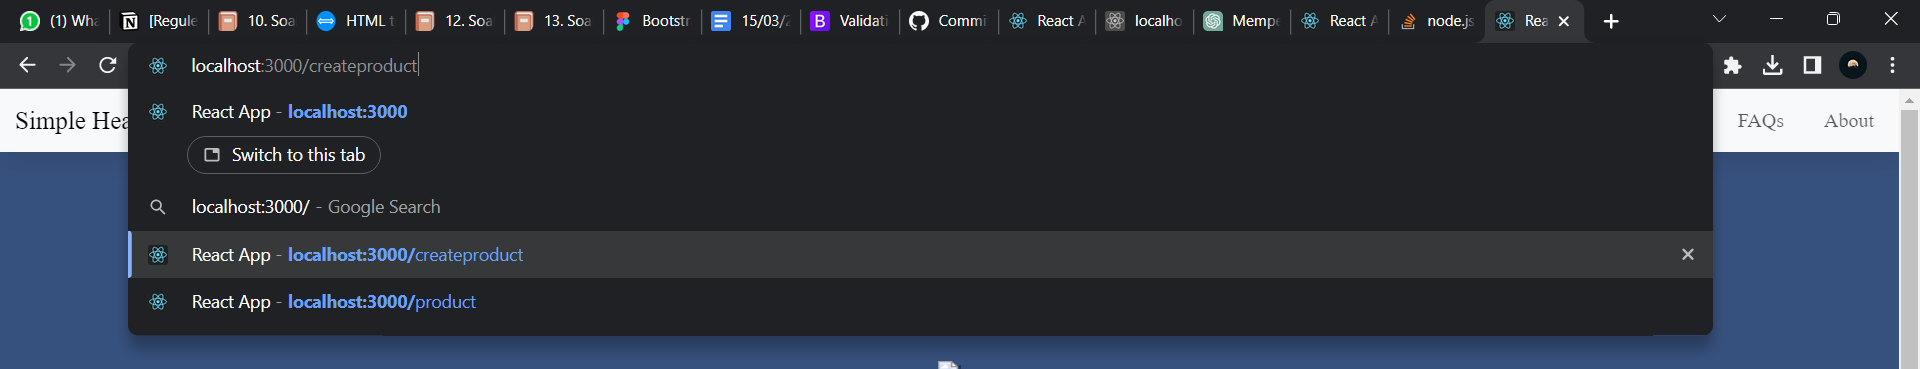 (1) Wha
[Regule
10. Soa
HTML t
12. Soa
13. Soa
Bootstr
15/03/2
Validati
Commi
React A
localho
Mempe
React A
node.js
Rea
localhost:3000/createproduct
React App - localhost:3000
Switch to this tab
localhost:3000/ - Google Search
React App - localhost:3000/createproduct
React App - localhost:3000/product
Simple Hea
FAQs
About